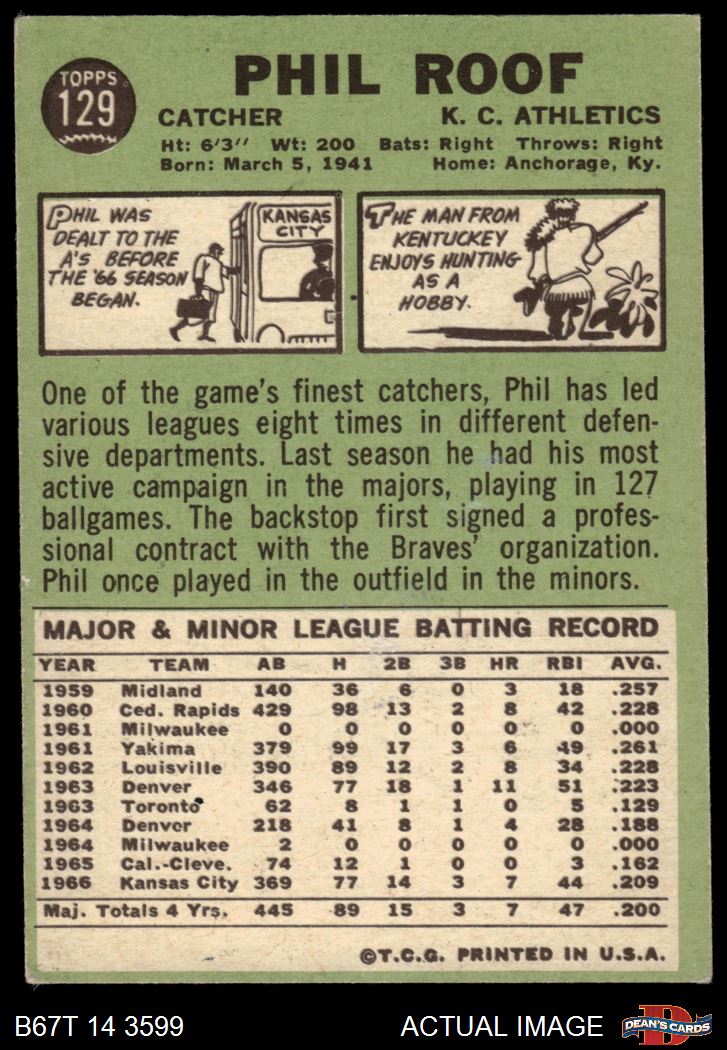 TOPPS
129
PHIL ROOF
CATCHER K. C. ATHLETICS
Ht: 6'3" Wt: 200 Bats: Right Throws: Right
Born: March 5, 1941 Home: Anchorage, Ky.
PHIL WAS
DEALT TO THE
A'S BEFORE
THE '66 SEASON
BEGAN.
KANSAS
CITY
THE MAN FROM
KENTUCKEY
ENJOYS HUNTING
AS A
HOBBY.
One of the game's finest catchers, Phil has led
various leagues eight times in different defen-
sive departments. Last season he had his most
active campaign in the majors, playing in 127
ballgames. The backstop first signed a profes-
sional contract with the Braves' organization.
Phil once played in the outfield in the minors.
MAJOR & MINOR LEAGUE BATTING RECORD
YEAR TEAM AB H 2B 3B HR RBI AVG.
1959 Midland 140 36 6 0 3 18 .257
1960 Ced. Rapids 429 98 13 2 8 42 .228
1961 Milwaukee 0 0 0 0 0 0 .000
1961 Yakima 379 99 17 3 6 49 .261
1962 Louisville 390 89 12 2 8 34 .228
1963 Denver 346 77 18 1 11 51 .223
1963 Toronto 62 8 1 1 0 5 .129
1964 Denver 218 41 8 1 4 28 .188
1964 Milwaukee 2 0 0 0 0 0 .000
1965 Cal.-Cleve. 74 12 1 0 0 3 .162
1966 Kansas City 369 77 14 3 7 44 .209
Maj. Totals 4 Yrs. 445 89 15 3 7 47 .200
©T.C.G. PRINTED IN U.S.A.
B67T 14 3599 ACTUAL IMAGE
D
DEAN'S CARDS